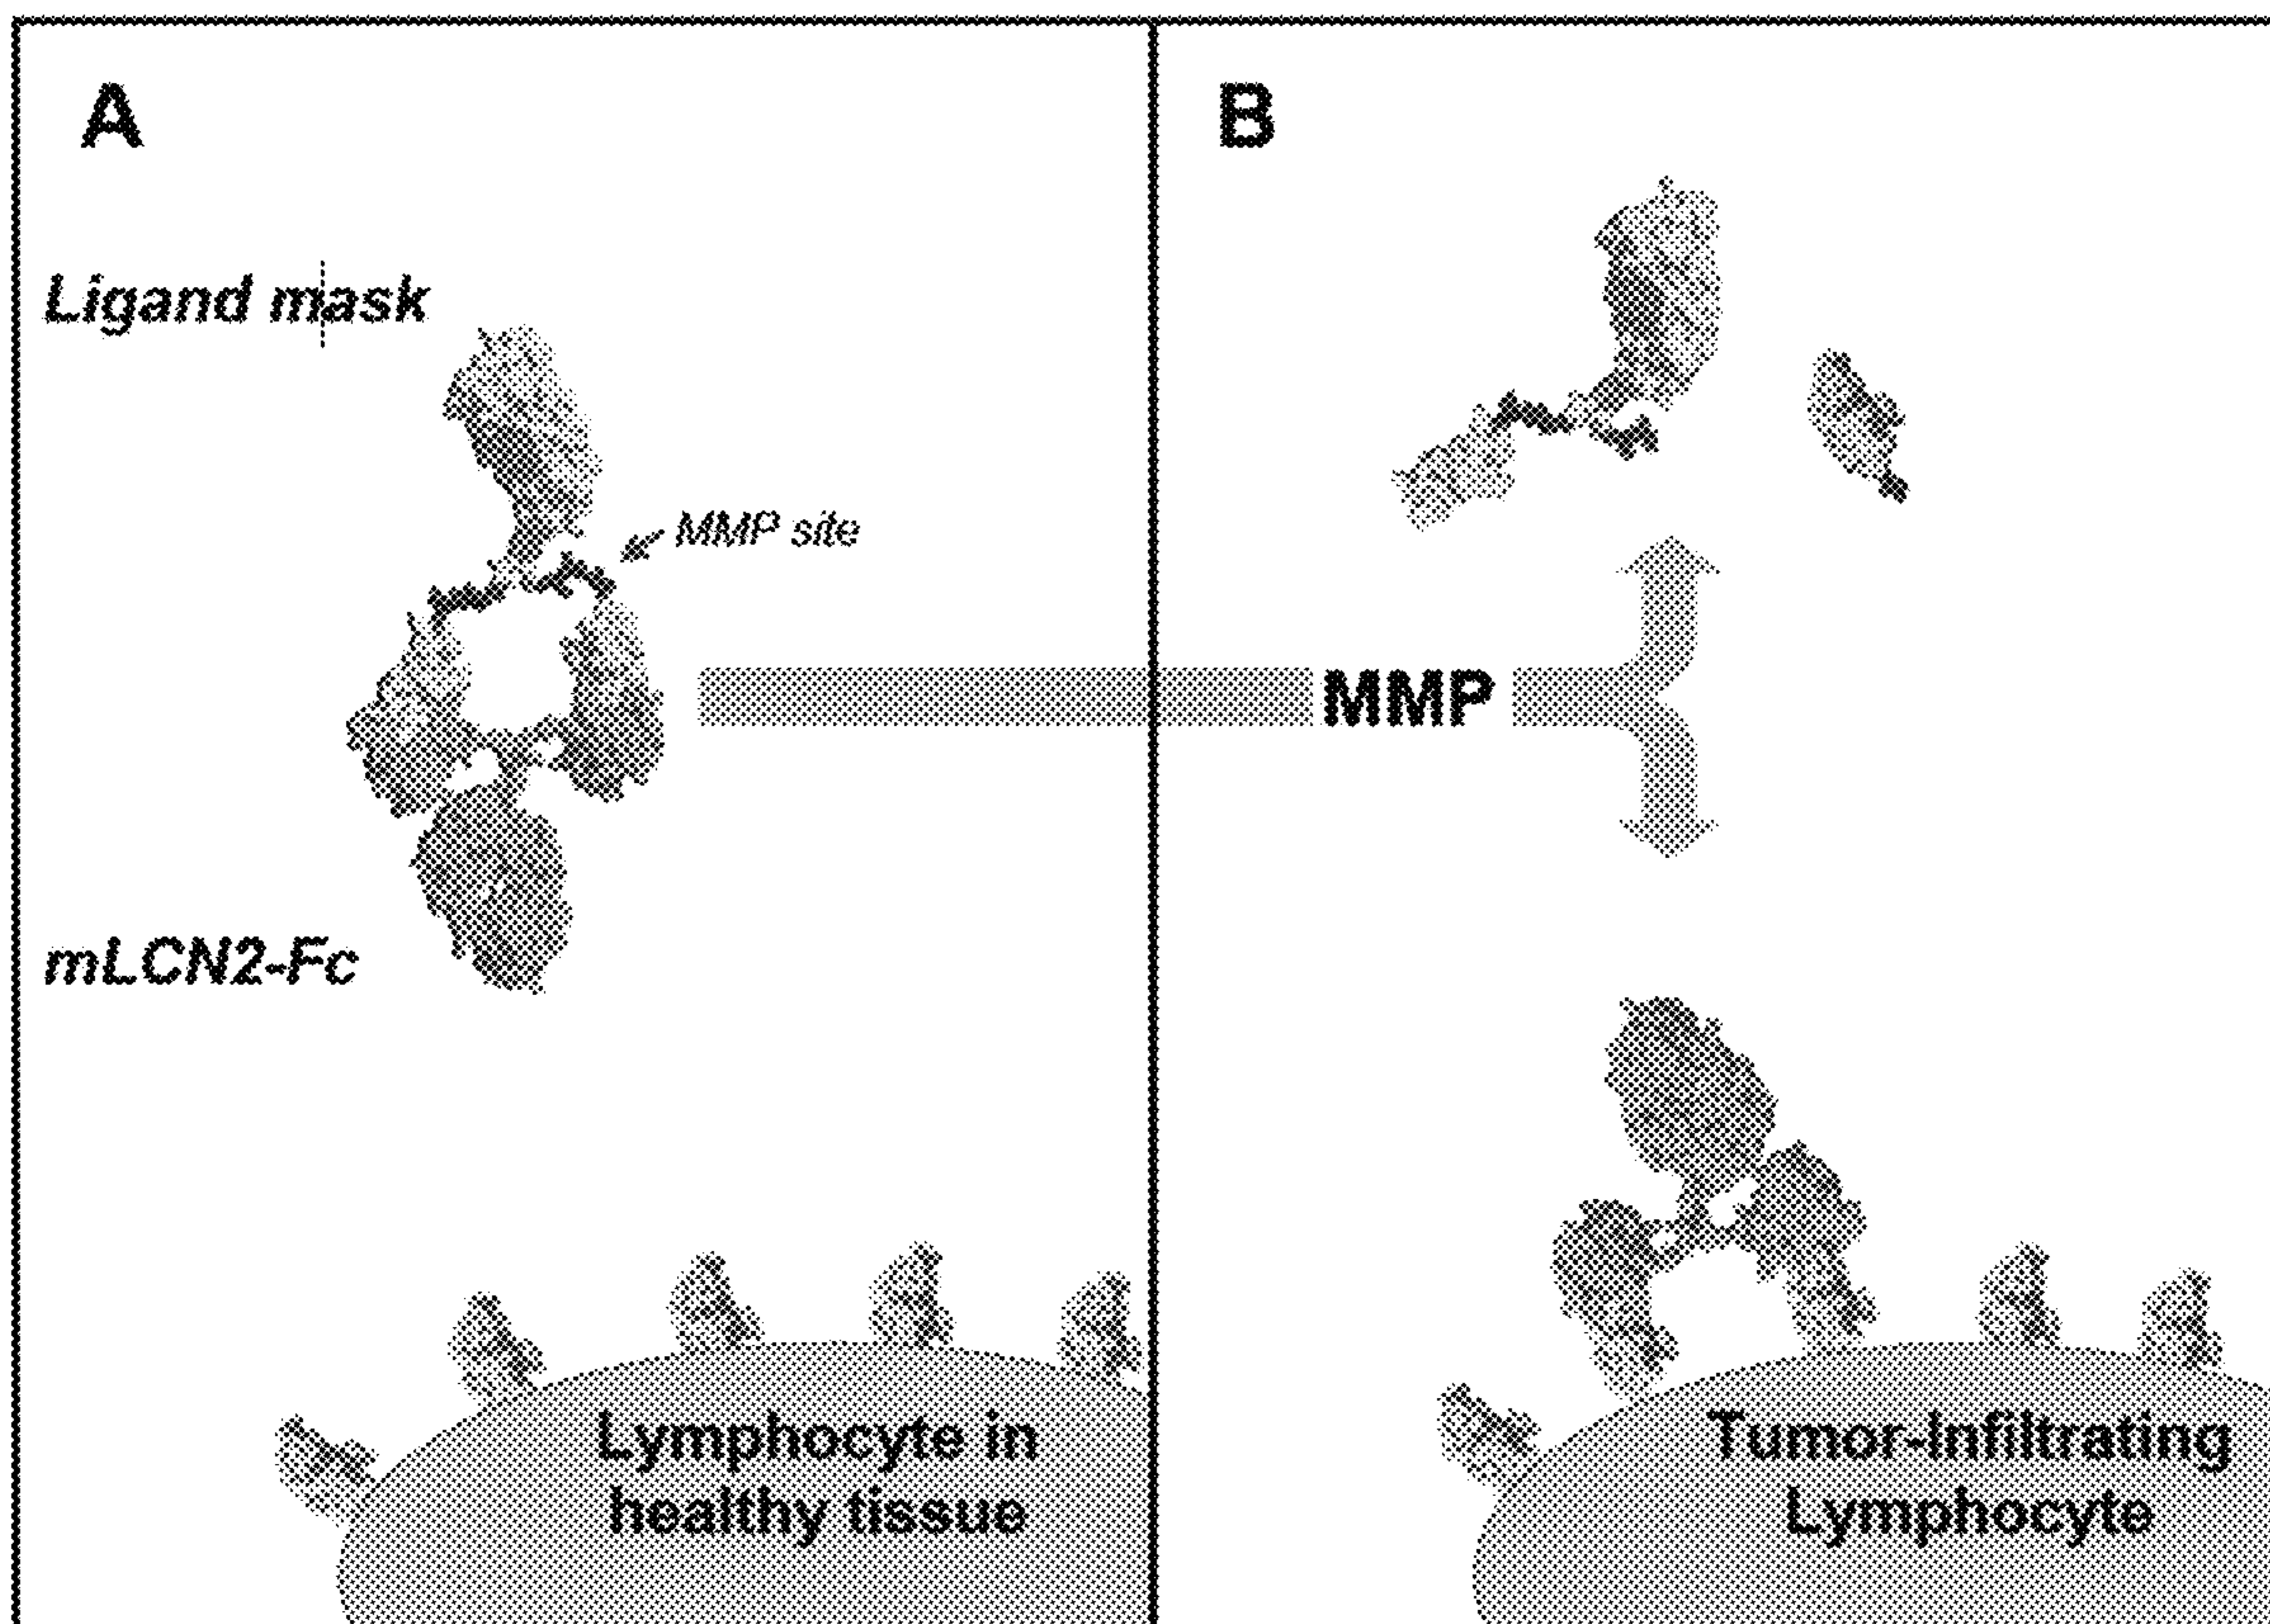 A
B
Ligand mask
MMP site
MMP
mLCN2-Fc
Lymphocyte in
healthy tissue
Tumor-Infiltrating
Lymphocyte